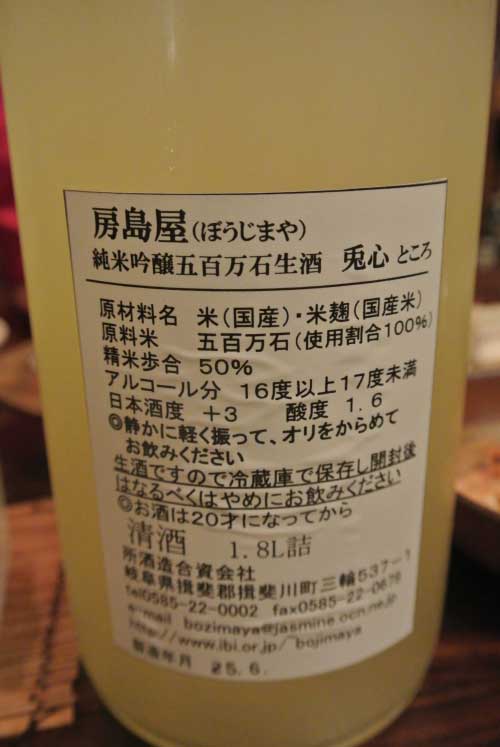 房島屋(ぼうじまや)
純米吟醸五百万石生酒 兎心 ところ
原材料名 米(国産)・米麹(国産米)
原料米 五百万石(使用割合100%)
精米歩合 50%
アルコール分 16度以上17度未満
日本酒度 +3 酸度 1.6
◎静かに軽く振って、オリをからめて
お飲みください
生酒ですので冷蔵庫で保存し開封後
はなるべくはやめにお飲みください
◎お酒は20才になってから
清酒 1.8L詰
所酒造合資会社
岐阜県揖斐郡揖斐川町三輪537-1
tel0585-22-0002 fax0585-22-0678
e-mail bozimaya@jasmine.ocn.ne.jp
http://www.ibi.or.jp/~bojimaya
製造年月 25.6.